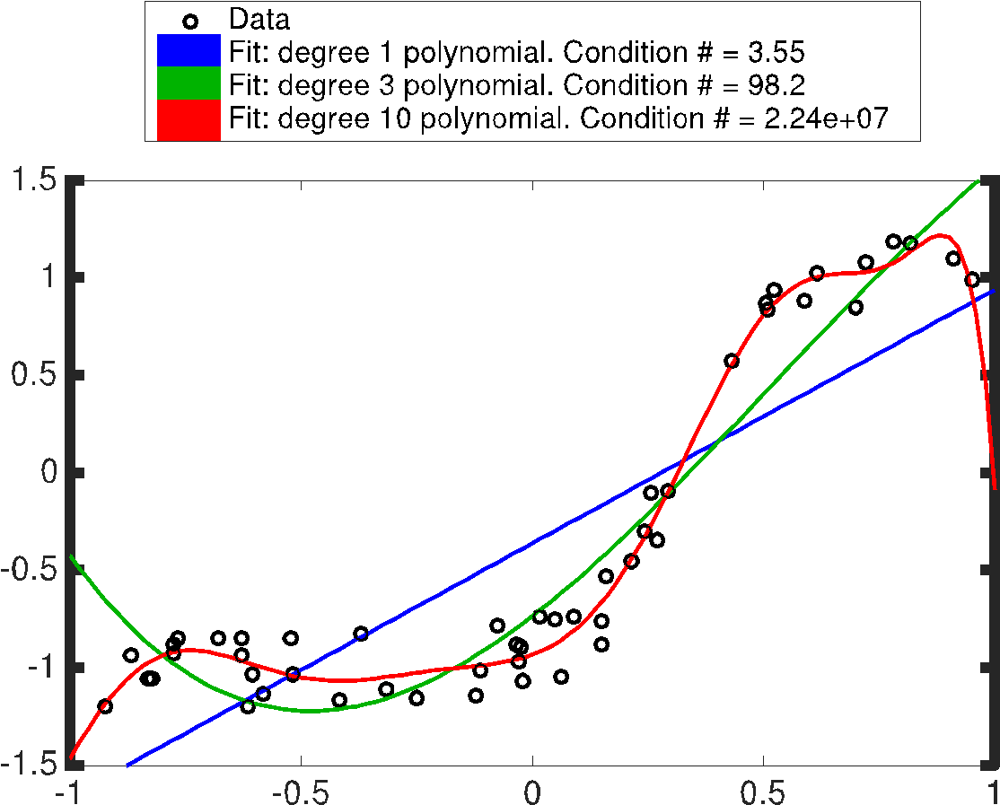 Data
Fit: degree 1 polynomial. Condition # = 3.55
Fit: degree 3 polynomial. Condition # = 98.2
Fit: degree 10 polynomial. Condition # = 2.24e+07
1.5
1
0.5
0
-0.5
-1
-1.5
-1 -0.5 0 0.5 1